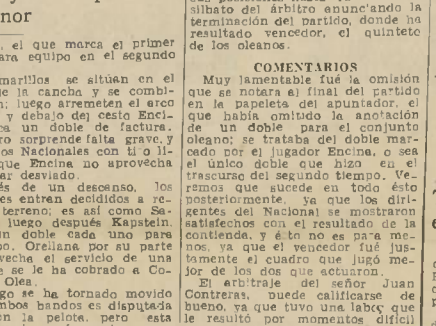 nor
, el que marca el primer
ara equipo en el segundo
marillos se sitúan en el
de la cancha y se combi-
n; luego arremeten el arco
y debajo del cesto Enci-
ca un doble de factura.
ro sorprende falta grave, y
os Nacionales con ti o li-
que Encina no aprovecha
ar desviado.
és de un descanso, los
es entran decididos a re-
terreno; es así como Sa-
luego después Kapstein.
n doble cada uno para
po. Orellana por su parte
vecha el servicio de una
e se le ha cobrado a Co-
Olea.
go se ha tornado movido
mbos bandos es disputada
n la pelota, pero esta
silbato del árbitro enunc'ando la
terminación del partido, donde ha
resultado vencedor, el quinteto
de los oleanos.
COMENTARIOS
Muy lamentable fué la omisión
que se notara al final del partido
en la papeleta del apuntador, el
que había omitido la anotación
de un doble para el conjunto
oleano; se trataba del doble mar-
cado por el jugador Encina, o sea
el único doble que hizo en el
trascurso del segundo tiempo. Ve-
remos que sucede en todo ésto
posteriormente, ya que los diri-
gentes del Nacional se mostraron
satisfechos con el resultado de la
contienda, y é to no es para me-
nos, ya que el vencedor fué jus-
tamente el cuadro que jugó me-
jor de los dos que actuaron.
El arbitraje del señor Juan
Contreras, puede calificarse de
bueno, ya que tuvo una labor que
le resultó por momentos difícil